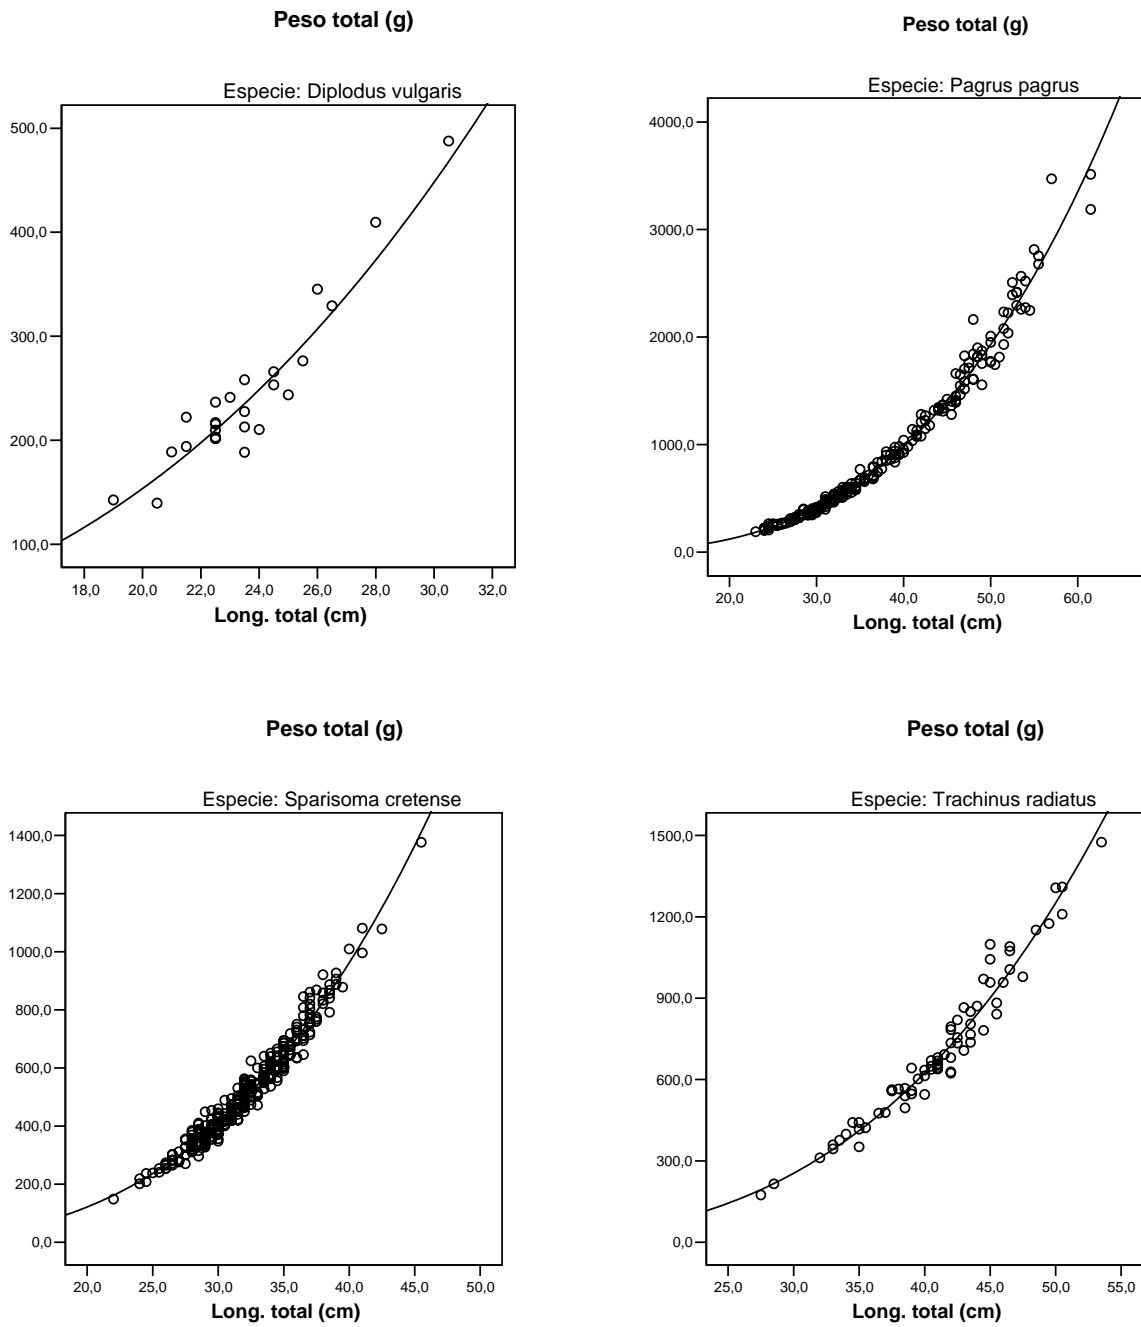 Peso total (g)
Especie: Diplodus vulgaris
500,0
400,0
300,0
200,0
100,0
18,0 20,0 22,0 24,0 26,0 28,0 30,0 32,0
Long. total (cm)
Peso total (g)
Especie: Pagrus pagrus
4000,0
3000,0
2000,0
1000,0
0,0
20,0 30,0 40,0 50,0 60,0
Long. total (cm)
Peso total (g)
Especie: Sparisoma cretense
1400,0
1200,0
1000,0
800,0
600,0
400,0
200,0
0,0
20,0 25,0 30,0 35,0 40,0 45,0 50,0
Long. total (cm)
Peso total (g)
Especie: Trachinus radiatus
1500,0
1200,0
900,0
600,0
300,0
0,0
25,0 30,0 35,0 40,0 45,0 50,0 55,0
Long. total (cm)